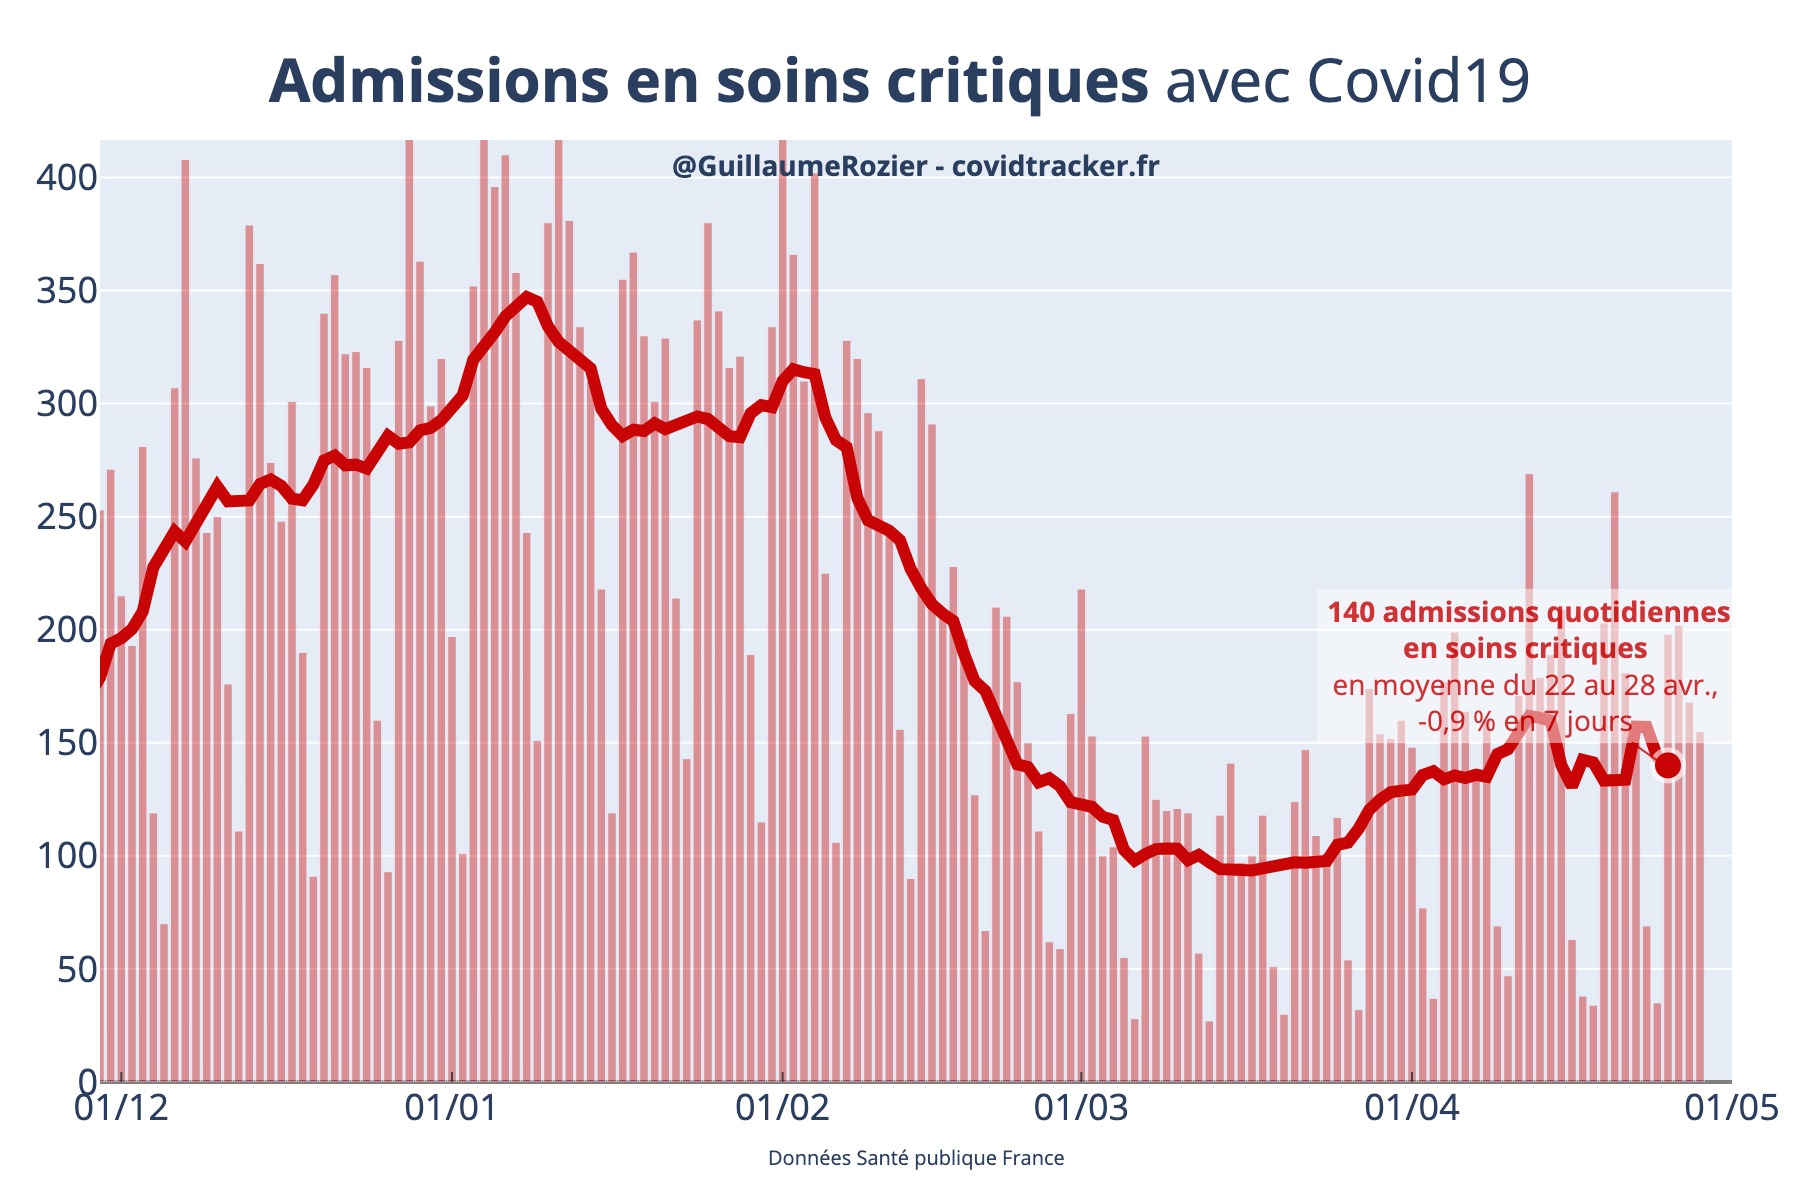 Admissions en soins critiques avec Covid19
@GuillaumeRozier - covidtracker.fr
400
350
300
250
200
150
100
50
0
140 admissions quotidiennes
en soins critiques
en moyenne du 22 au 28 avr.,
-0,9 % en 7 jours
01/12
01/01
01/02
01/03
01/04
01/05
Données Santé publique France